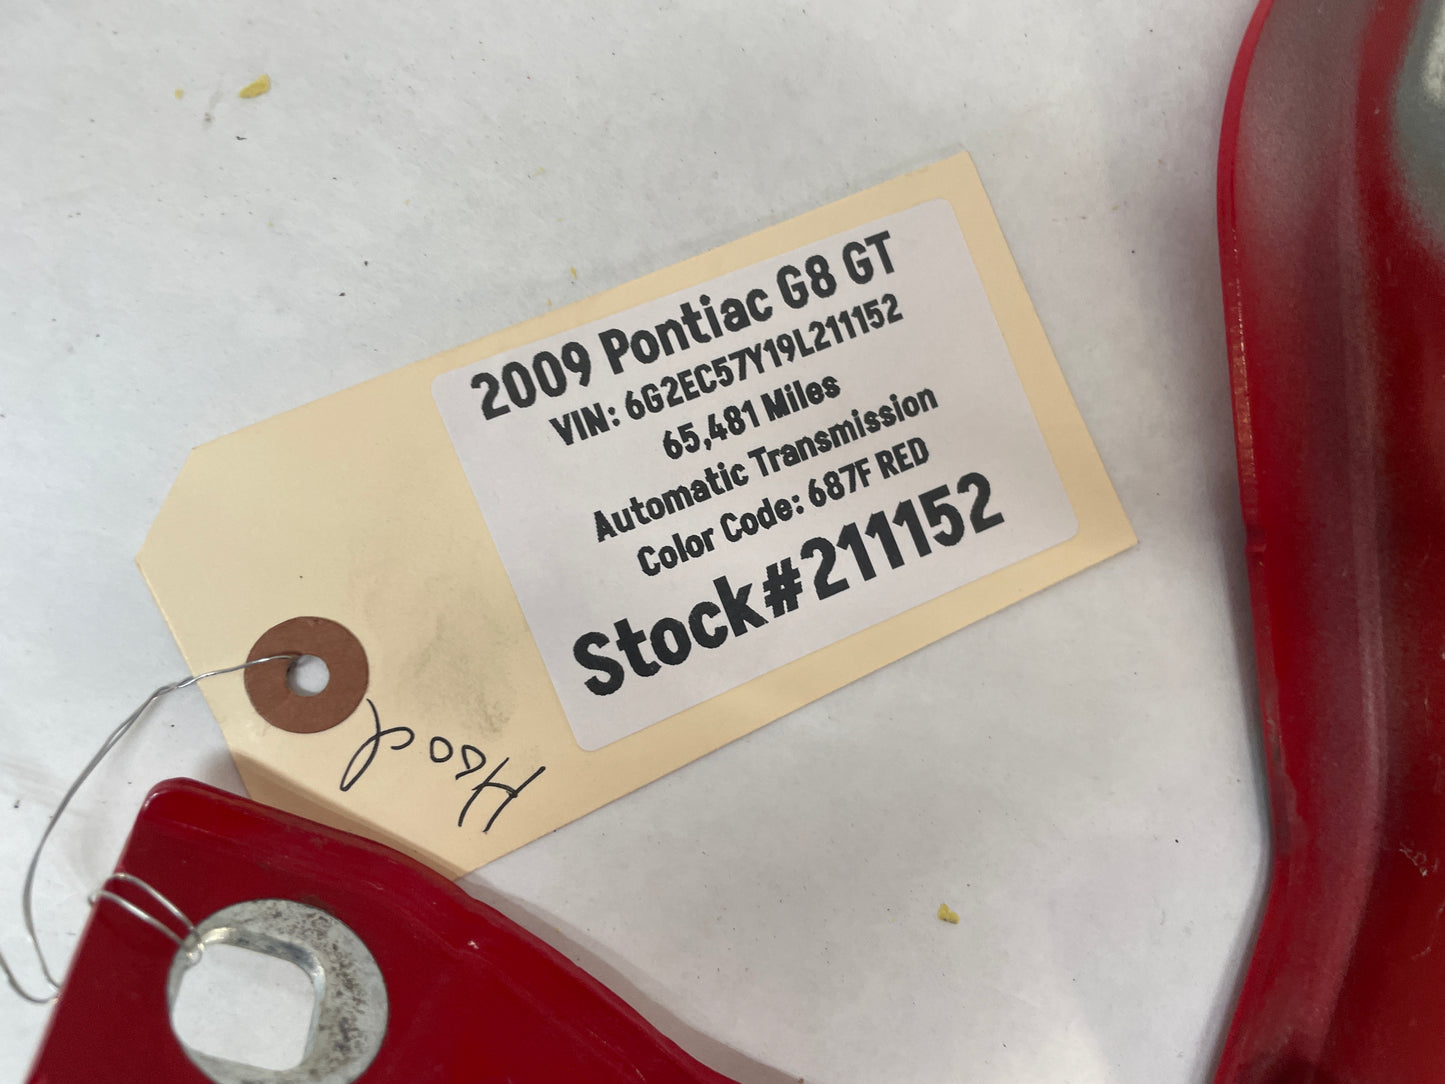 2009 Pontiac G8 GT
VIN: 6G2EC57Y19L211152
65,481 Miles
Automatic Transmission
Color Code: 687F RED
Stock#211152
Hood